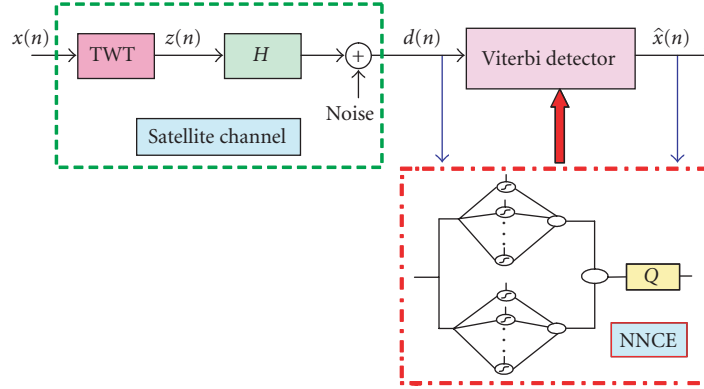 x(n)
TWT
z(n)
H
+
Noise
Satellite channel
d(n)
Viterbi detector
x̂(n)
Q
NNCE